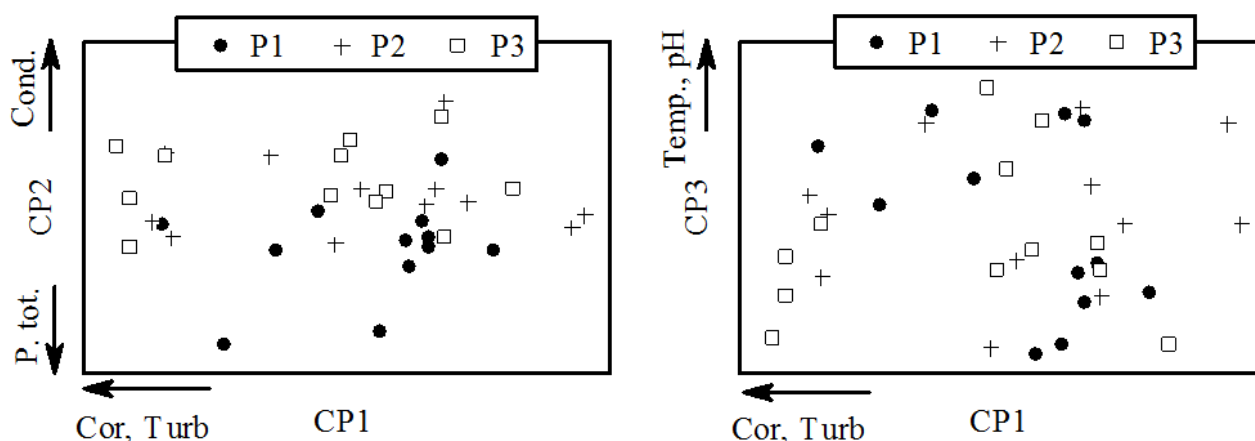 P1 P2 P3
Cond.
CP2
P. tot.
Cor, Turb
CP1
P1 P2 P3
Temp., pH
CP3
Cor, Turb
CP1